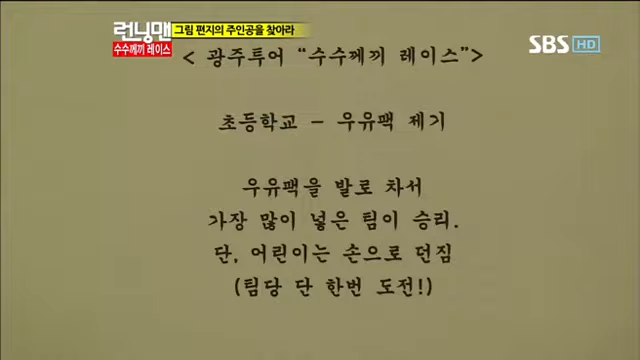 런닝맨
그림 편지의 주인공을 찾아라
수수께끼 레이스
SBS HD
< 광주투어 “수수께끼 레이스”>
초등학교 - 우유팩 제기
우유팩을 발로 차서
가장 많이 넣은 팀이 승리.
단, 어린이는 손으로 던짐
(팀당 단 한번 도전!)